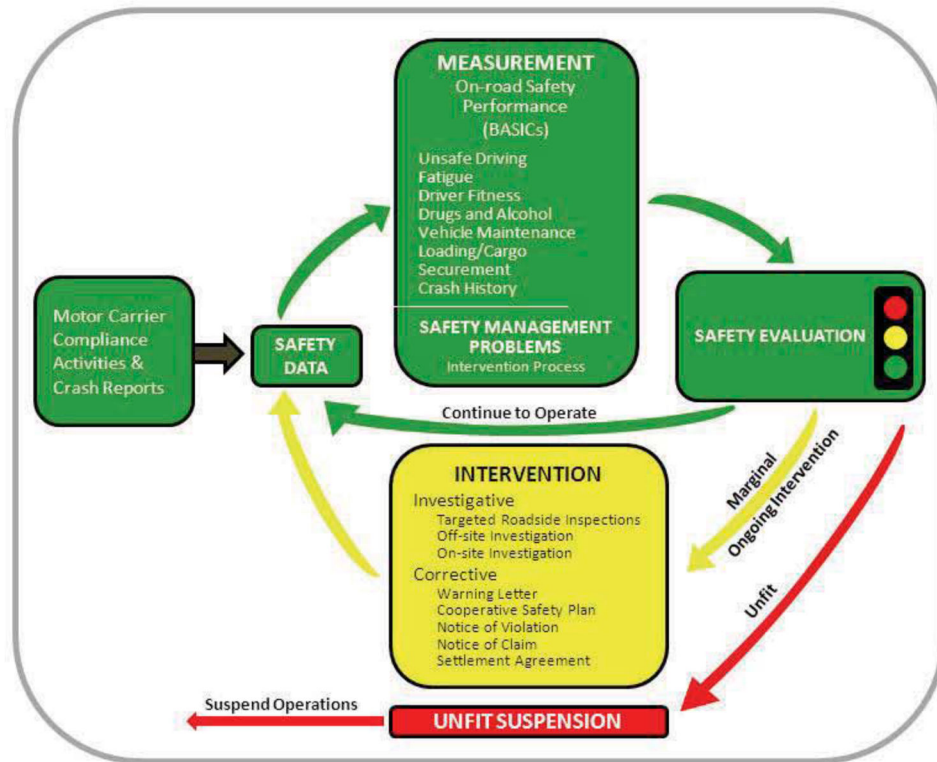 MEASUREMENT
On-road Safety
Performance
(BASICs)
Unsafe Driving
Fatigue
Driver Fitness
Drugs and Alcohol
Vehicle Maintenance
Loading/Cargo
Securement
Crash History
SAFETY MANAGEMENT
PROBLEMS
Intervention Process
Motor Carrier
Compliance
Activities &
Crash Reports
SAFETY
DATA
SAFETY EVALUATION
Continue to Operate
Marginal
Ongoing Intervention
Unfit
INTERVENTION
Investigative
Targeted Roadside Inspections
Off-site Investigation
On-site Investigation
Corrective
Warning Letter
Cooperative Safety Plan
Notice of Violation
Notice of Claim
Settlement Agreement
Suspend Operations
UNFIT SUSPENSION